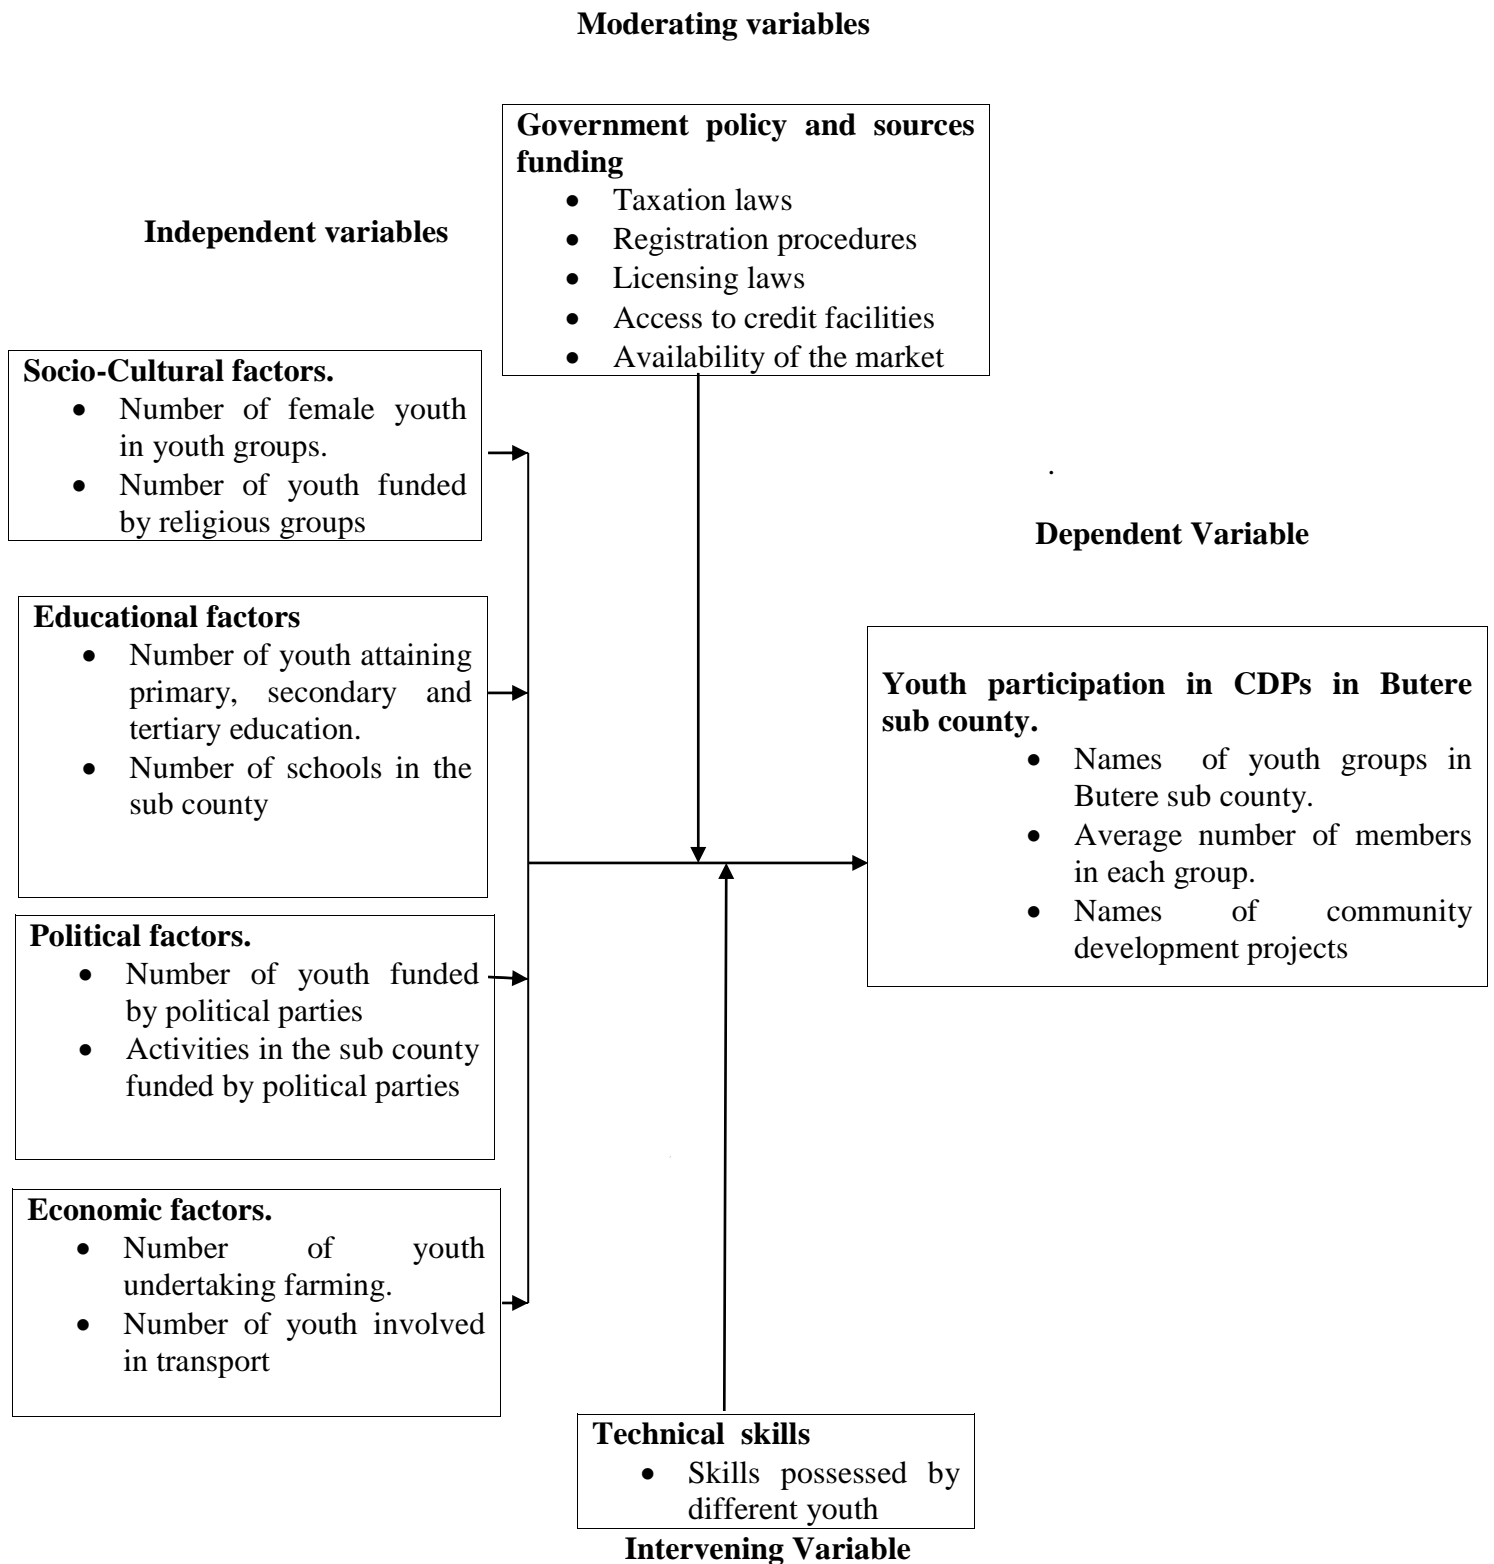 Moderating variables
Government policy and sources
funding
• Taxation laws
• Registration procedures
• Licensing laws
• Access to credit facilities
• Availability of the market
Independent variables
Socio-Cultural factors.
• Number of female youth
in youth groups.
• Number of youth funded
by religious groups
Educational factors
• Number of youth attaining
primary, secondary and
tertiary education.
• Number of schools in the
sub county
Political factors.
• Number of youth funded
by political parties
• Activities in the sub county
funded by political parties
Economic factors.
• Number of youth
undertaking farming.
• Number of youth involved
in transport
.
Dependent Variable
Youth participation in CDPs in Butere
sub county.
• Names of youth groups in
Butere sub county.
• Average number of members
in each group.
• Names of community
development projects
Technical skills
• Skills possessed by
different youth
Intervening Variable